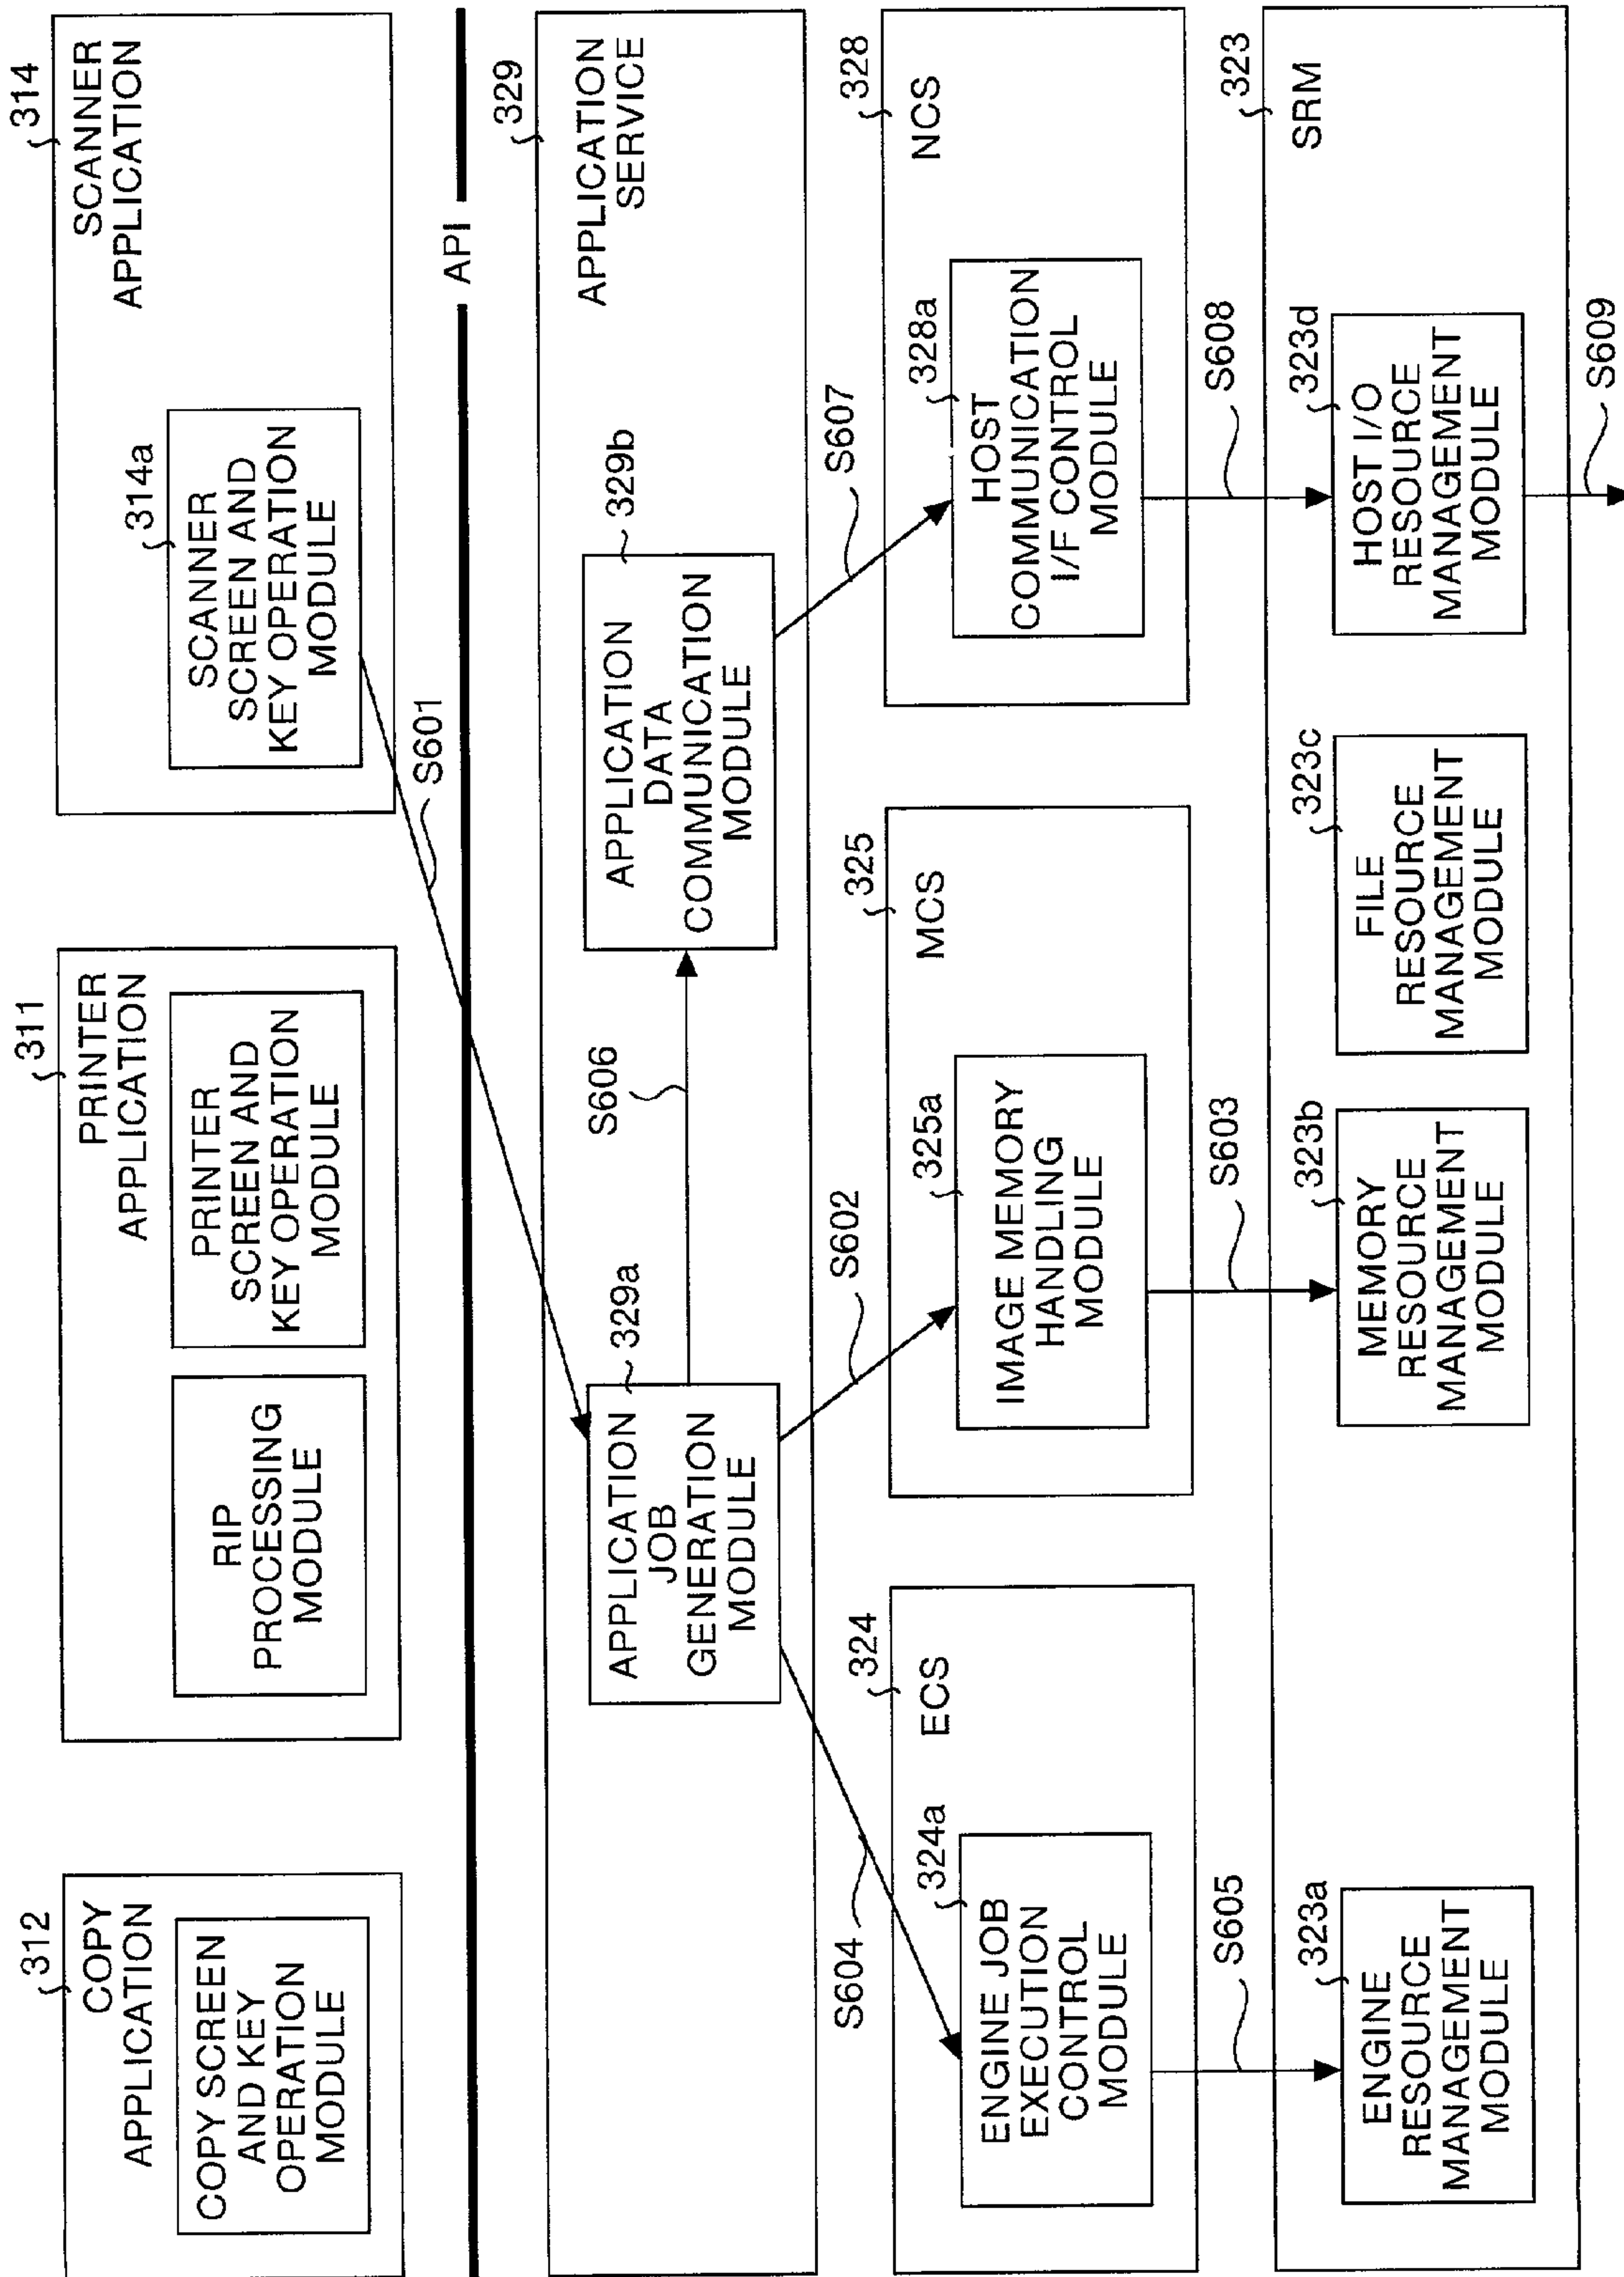 312
COPY
APPLICATION
COPY SCREEN
AND KEY
OPERATION
MODULE
311
PRINTER
APPLICATION
RIP
PROCESSING
MODULE
PRINTER
SCREEN AND
KEY OPERATION
MODULE
314
SCANNER
APPLICATION
314a
SCANNER
SCREEN AND
KEY OPERATION
MODULE
S601
API
329
APPLICATION
SERVICE
329a
APPLICATION
JOB
GENERATION
MODULE
S606
329b
APPLICATION
DATA
COMMUNICATION
MODULE
S604
S602
S607
324
ECS
324a
ENGINE JOB
EXECUTION
CONTROL
MODULE
325
MCS
325a
IMAGE MEMORY
HANDLING
MODULE
328
NCS
328a
HOST
COMMUNICATION
I/F CONTROL
MODULE
S605
S603
S608
323
SRM
323a
ENGINE
RESOURCE
MANAGEMENT
MODULE
323b
MEMORY
RESOURCE
MANAGEMENT
MODULE
323c
FILE
RESOURCE
MANAGEMENT
MODULE
323d
HOST I/O
RESOURCE
MANAGEMENT
MODULE
S609